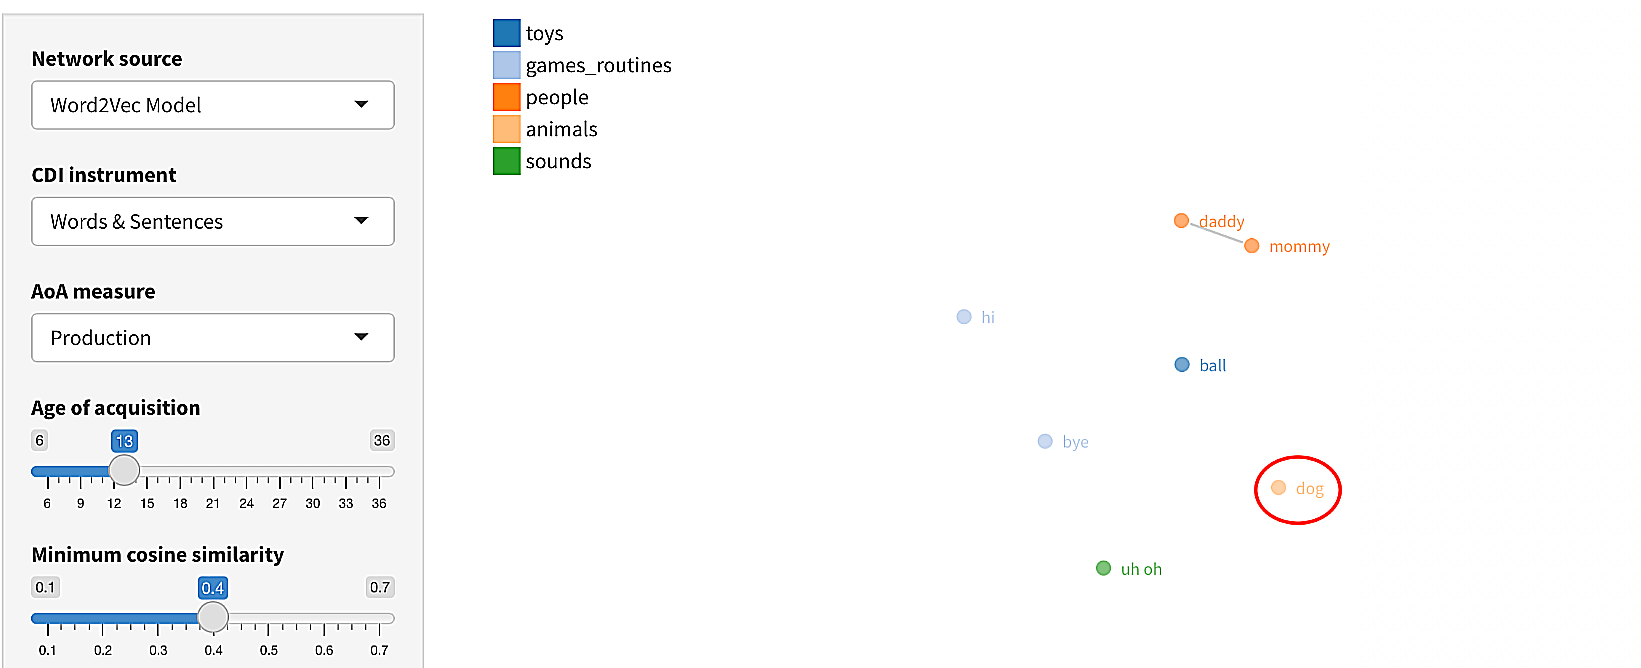 Network source
Word2Vec Model
CDI instrument
Words & Sentences
AoA measure
Production
Age of acquisition
6 13 36
6 9 12 15 18 21 24 27 30 33 36
Minimum cosine similarity
0.1 0.4 0.7
0.1 0.2 0.3 0.4 0.5 0.6 0.7
toys
games_routines
people
animals
sounds
daddy
mommy
hi
ball
bye
dog
uh oh